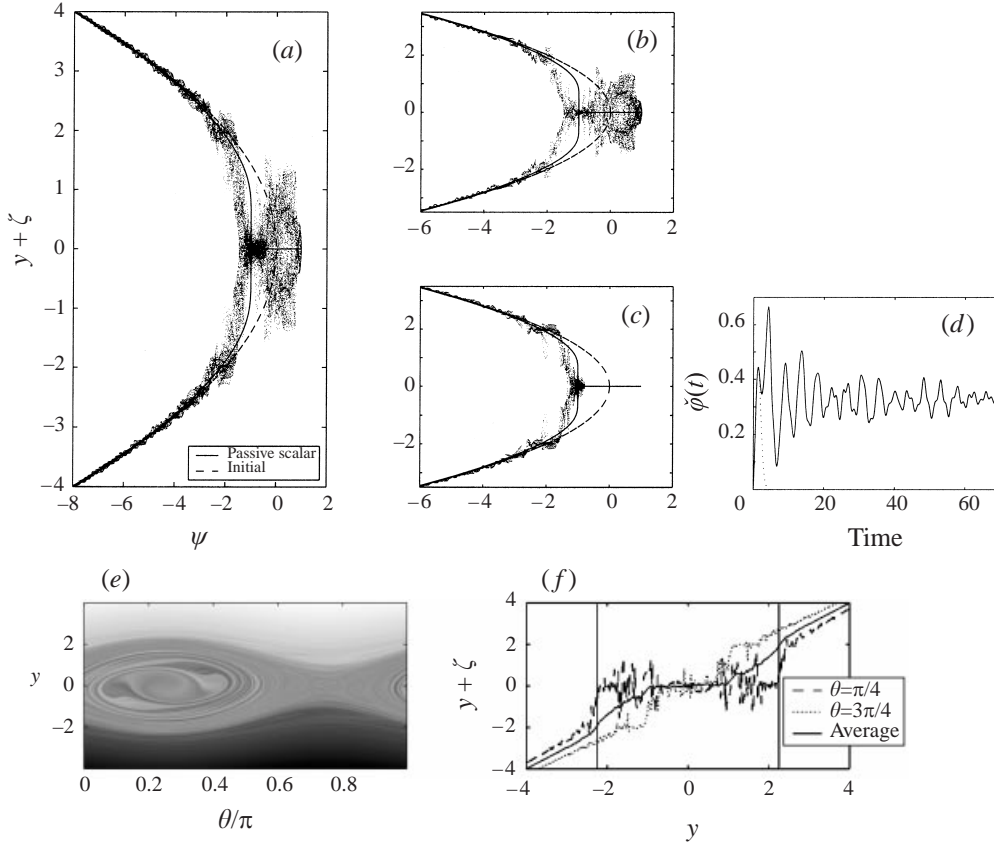 (a)
4
3
2
1
0
−1
−2
−3
−4
y + ζ
−8 −6 −4 −2 0 2
ψ
Passive scalar
Initial
(b)
2
0
−2
−6 −4 −2 0 2
(c)
2
0
−2
−6 −4 −2 0 2
(d)
0.6
0.4
0.2
0
φ̌(t)
0 20 40 60
Time
(e)
2
0
−2
y
0 0.2 0.4 0.6 0.8
θ/π
(f)
4
2
0
−2
−4
y + ζ
−4 −2 0 2 4
y
θ=π/4
θ=3π/4
Average